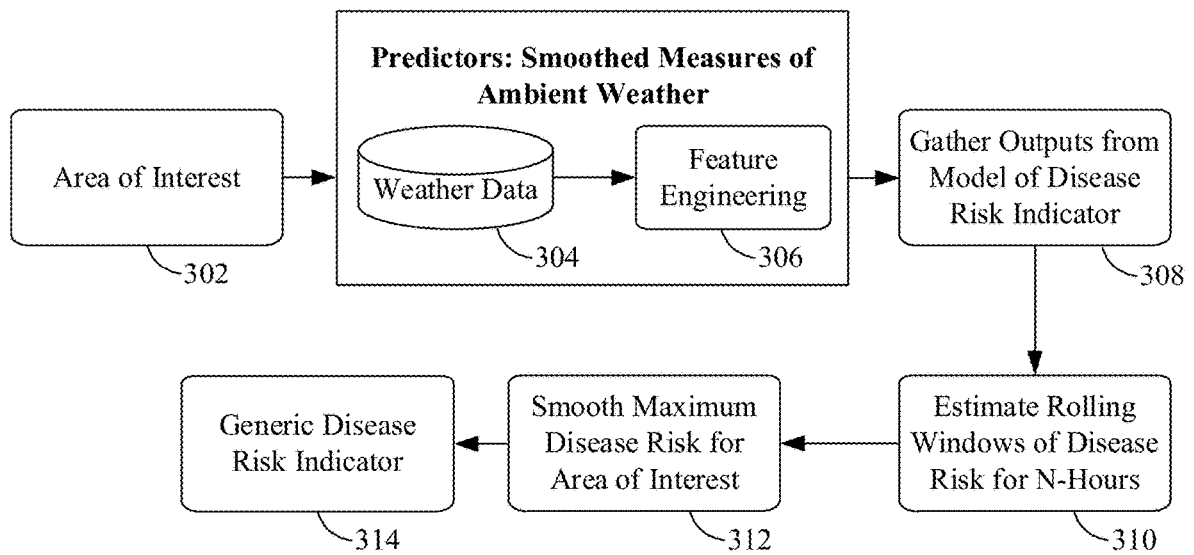 Predictors: Smoothed Measures of
Ambient Weather
Area of Interest
302
Weather Data
304
Feature
Engineering
306
Gather Outputs from
Model of Disease
Risk Indicator
308
Estimate Rolling
Windows of Disease
Risk for N-Hours
310
Smooth Maximum
Disease Risk for
Area of Interest
312
Generic Disease
Risk Indicator
314